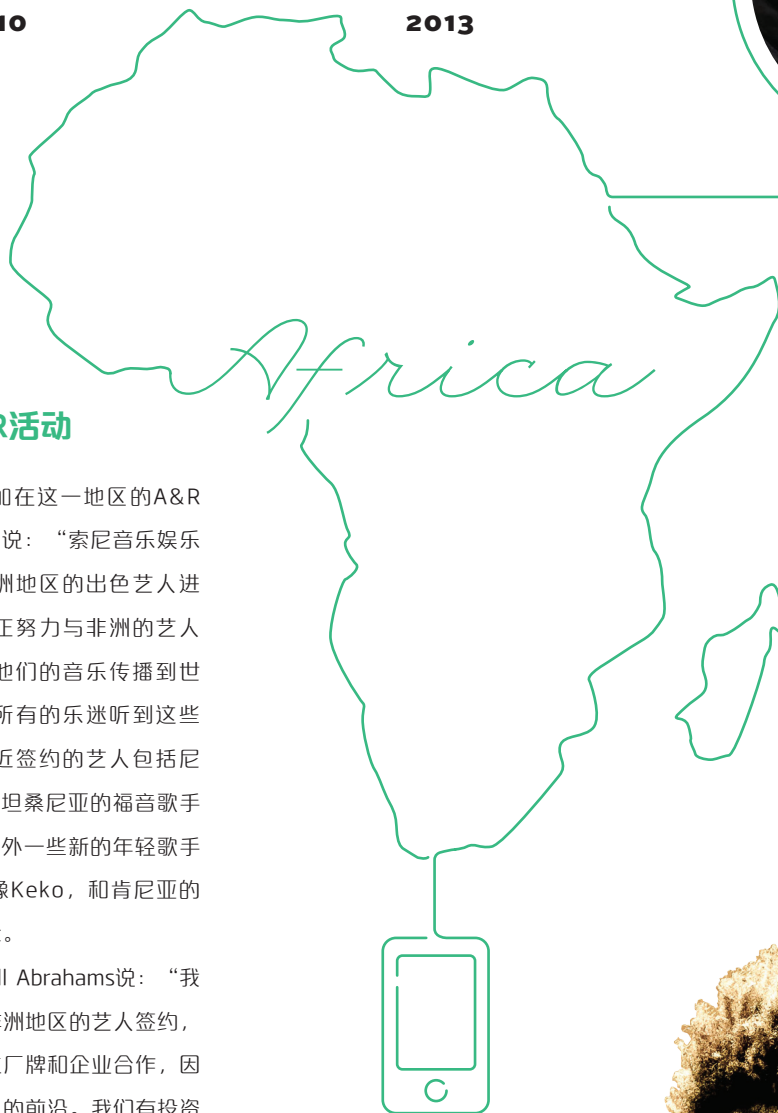 10
2013
Africa
R活动
加在这一地区的A&R
说：“索尼音乐娱乐
洲地区的出色艺人进
正努力与非洲的艺人
他们的音乐传播到世
所有的乐迷听到这些
近签约的艺人包括尼
坦桑尼亚的福音歌手
外一些新的年轻歌手
像Keko，和肯尼亚的
。
ll Abrahams说：“我
非洲地区的艺人签约，
立厂牌和企业合作，因
的前沿。我们有投资